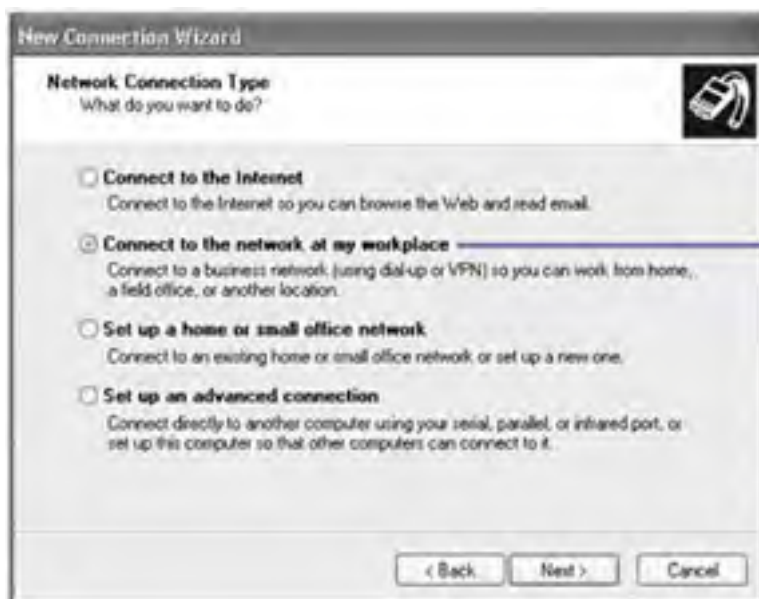 New Connection Wizard
Network Connection Type
What do you want to do?
Connect to the Internet
Connect to the Internet so you can browse the Web and read email.
Connect to the network at my workplace
Connect to a business network (using dial-up or VPN) so you can work from home,
a field office, or another location.
Set up a home or small office network
Connect to an existing home or small office network or set up a new one.
Set up an advanced connection
Connect directly to another computer using your serial, parallel, or infrared port, or
set up this computer so that other computers can connect to it.
< Back Next > Cancel